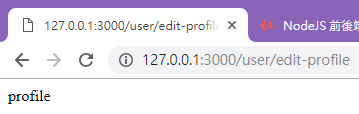 127.0.0.1:3000/user/edit-profile
NodeJS 前後端
127.0.0.1:3000/user/edit-profile
profile